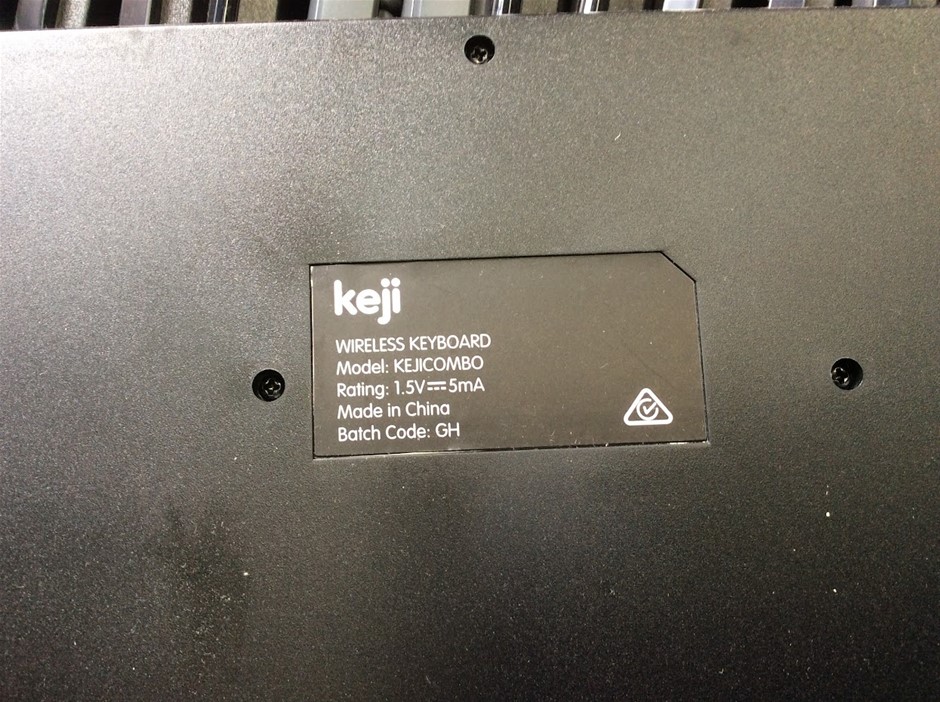 keji
WIRELESS KEYBOARD
Model: KEJICOMBO
Rating: 1.5V⎓5mA
Made in China
Batch Code: GH